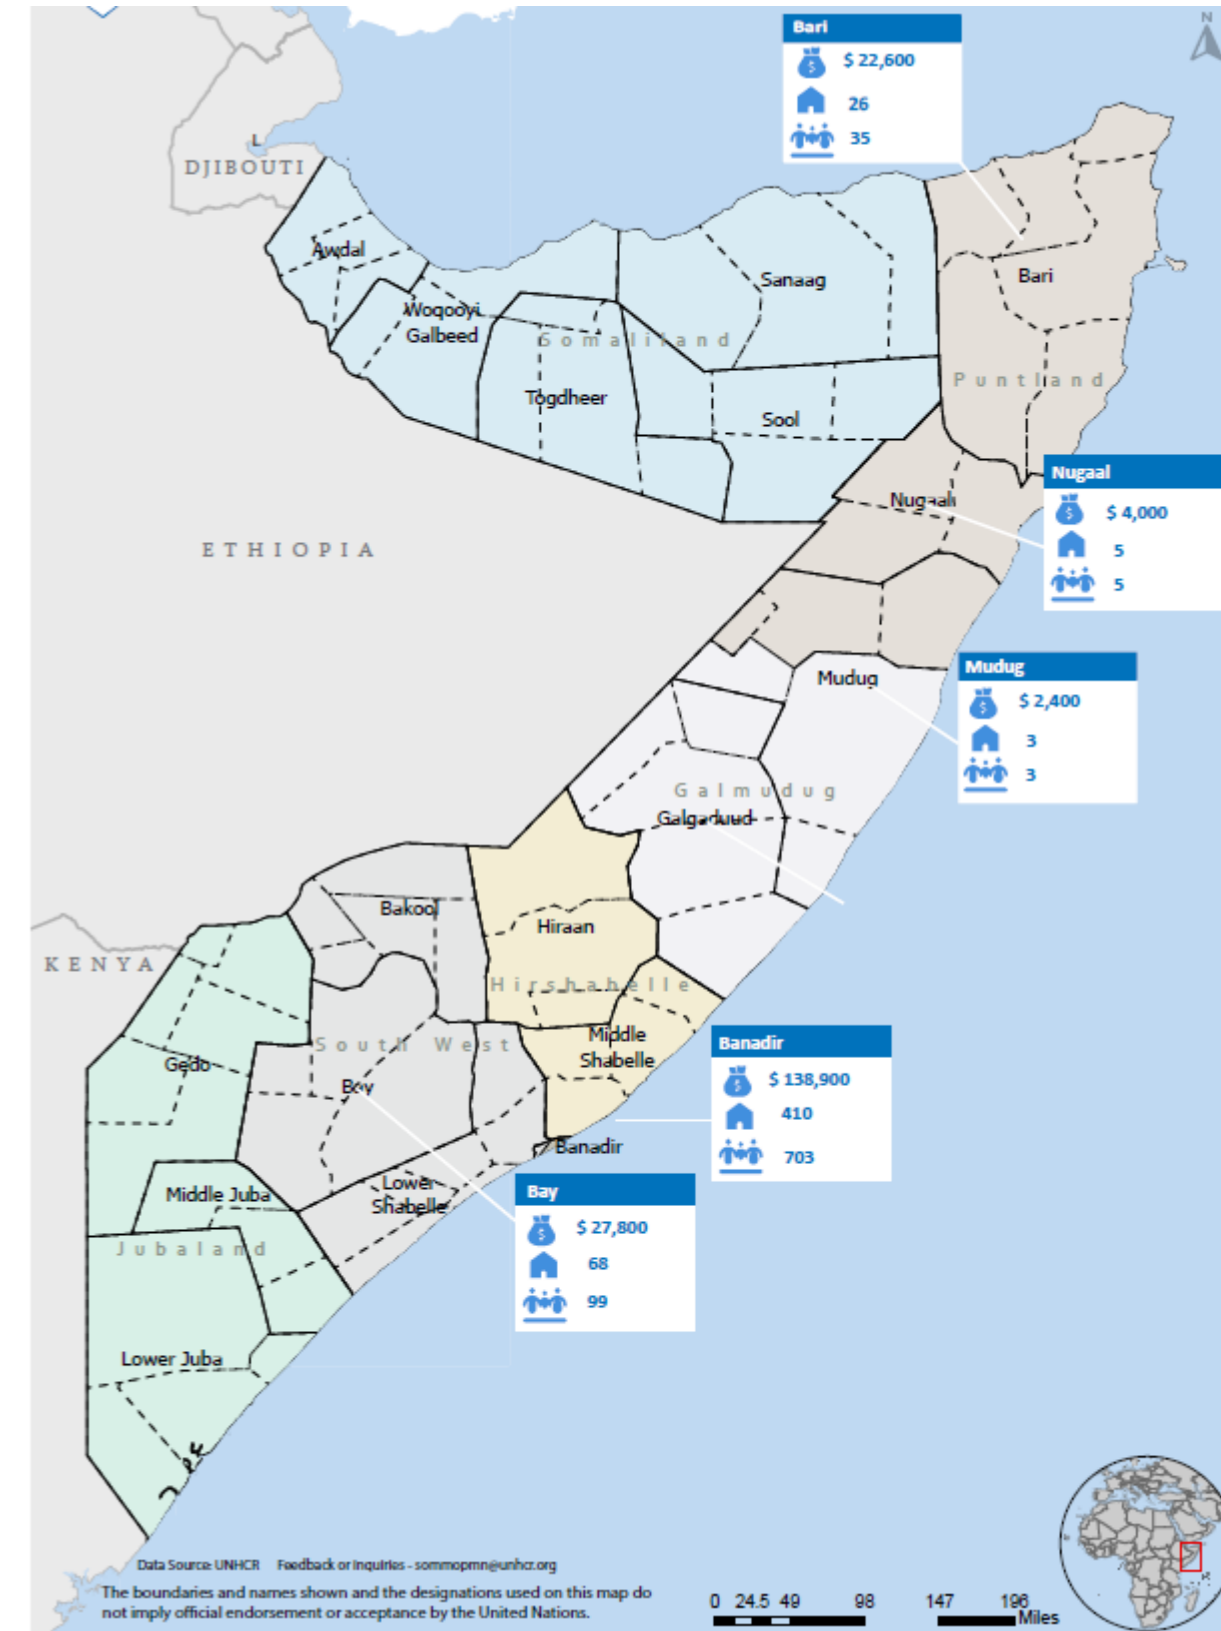 N
Bari
$ 22,600
26
35
DJIBOUTI
Awdal
Sanaag
Bari
Woqooyi
Galbeed
Somaliland
Puntland
Togdheer
Sool
Nugaal
Nugaal
$ 4,000
5
5
ETHIOPIA
Mudug
Mudug
$ 2,400
3
3
Galmudug
Galgaduud
Bakool
Hiraan
KENYA
Hirshabelle
South West
Middle
Shabelle
Banadir
$ 138,900
410
703
Gedo
Bay
Banadir
Bay
$ 27,800
68
99
Middle Juba
Lower
Shabelle
Jubaland
Lower Juba
Data Source: UNHCR Feedback or Inquiries - sommopmn@unhcr.org
The boundaries and names shown and the designations used on this map do
not imply official endorsement or acceptance by the United Nations.
0 24.5 49 98 147 196
Miles